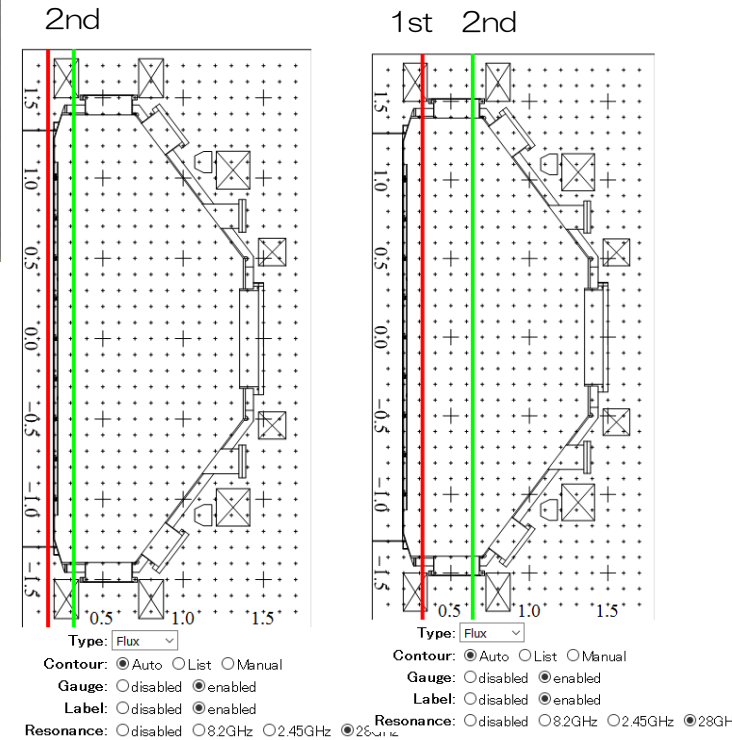 2nd
1.5
1.0
0.5
0.0
−0.5
−1.0
−1.5
0.5 1.0 1.5
Type: Flux
Contour: Auto List Manual
Gauge: disabled enabled
Label: disabled enabled
Resonance: disabled 8.2GHz 2.45GHz
1st 2nd
1.5
1.0
0.5
0.0
−0.5
−1.0
−1.5
0.5 1.0 1.5
Type: Flux
Contour: Auto List Manual
Gauge: disabled enabled
Label: disabled enabled
Resonance: disabled 8.2GHz 2.45GHz 28GH